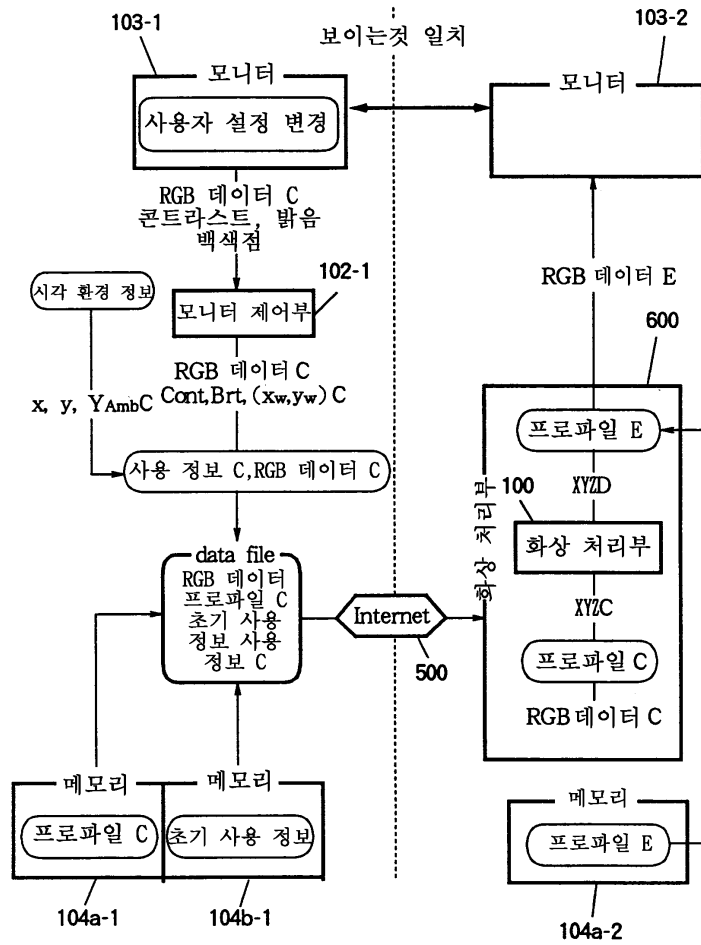 103-1
보이는것 일치
103-2
모니터
사용자 설정 변경
모니터
RGB 데이터 C
콘트라스트, 밝음
백색점
시각 환경 정보
102-1
모니터 제어부
RGB 데이터 E
600
RGB 데이터 C
Cont,Brt,(xw,yw)C
x, y, YAmbC
사용 정보 C,RGB 데이터 C
프로파일 E
XYZD
100
화상 처리부
화상 처리부
XYZC
프로파일 C
RGB 데이터 C
data file
RGB 데이터
프로파일 C
초기 사용
정보 사용
정보 C
Internet
500
메모리
메모리
프로파일 C
초기 사용 정보
104a-1
104b-1
메모리
프로파일 E
104a-2